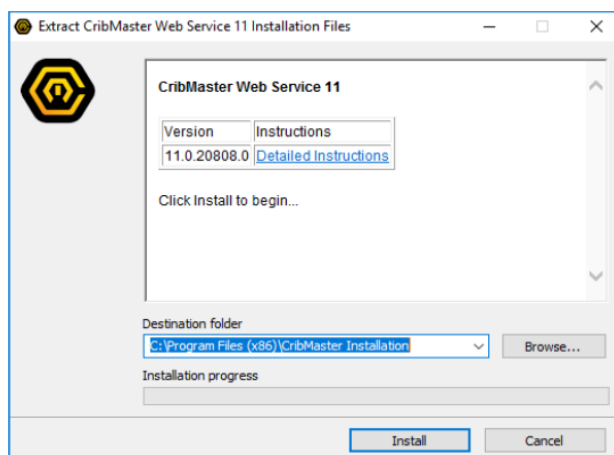 Extract CribMaster Web Service 11 Installation Files
CribMaster Web Service 11
Version Instructions
11.0.20808.0 Detailed Instructions
Click Install to begin...
Destination folder
C:\Program Files (x86)\CribMaster Installation
Browse...
Installation progress
Install Cancel